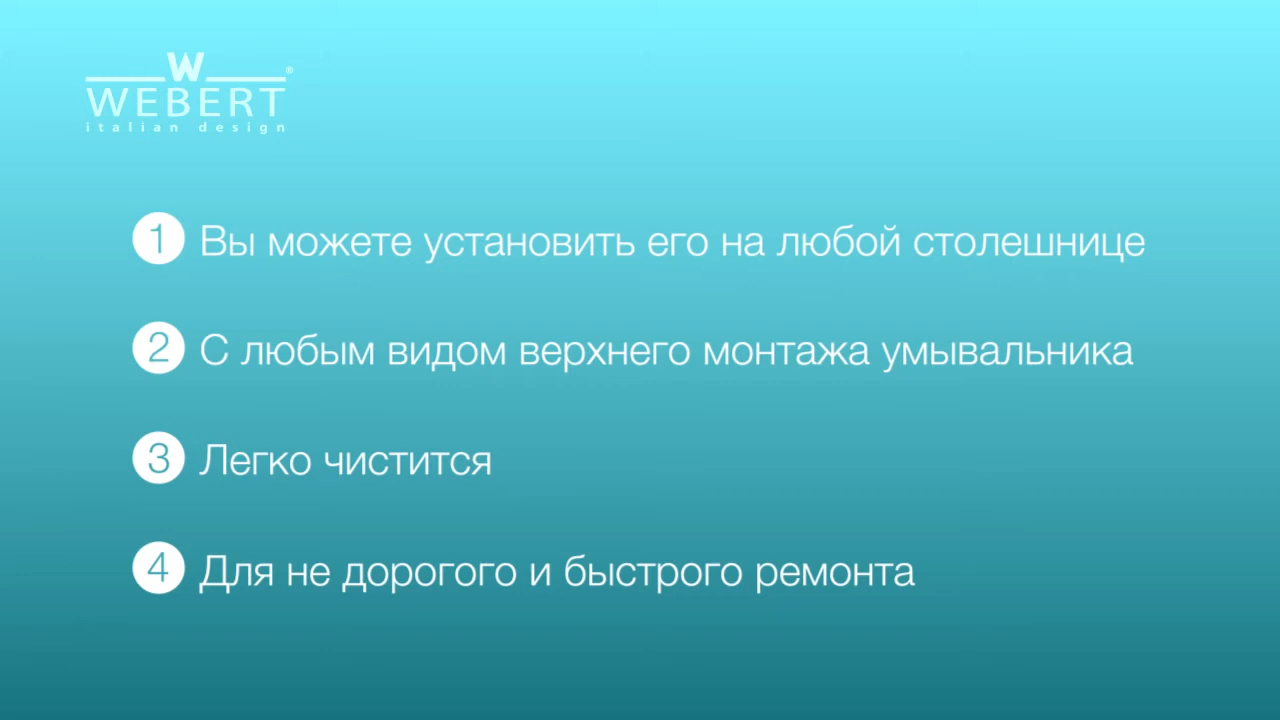 W
WEBERT®
italian design
1 Вы можете установить его на любой столешнице
2 С любым видом верхнего монтажа умывальника
3 Легко чистится
4 Для не дорогого и быстрого ремонта